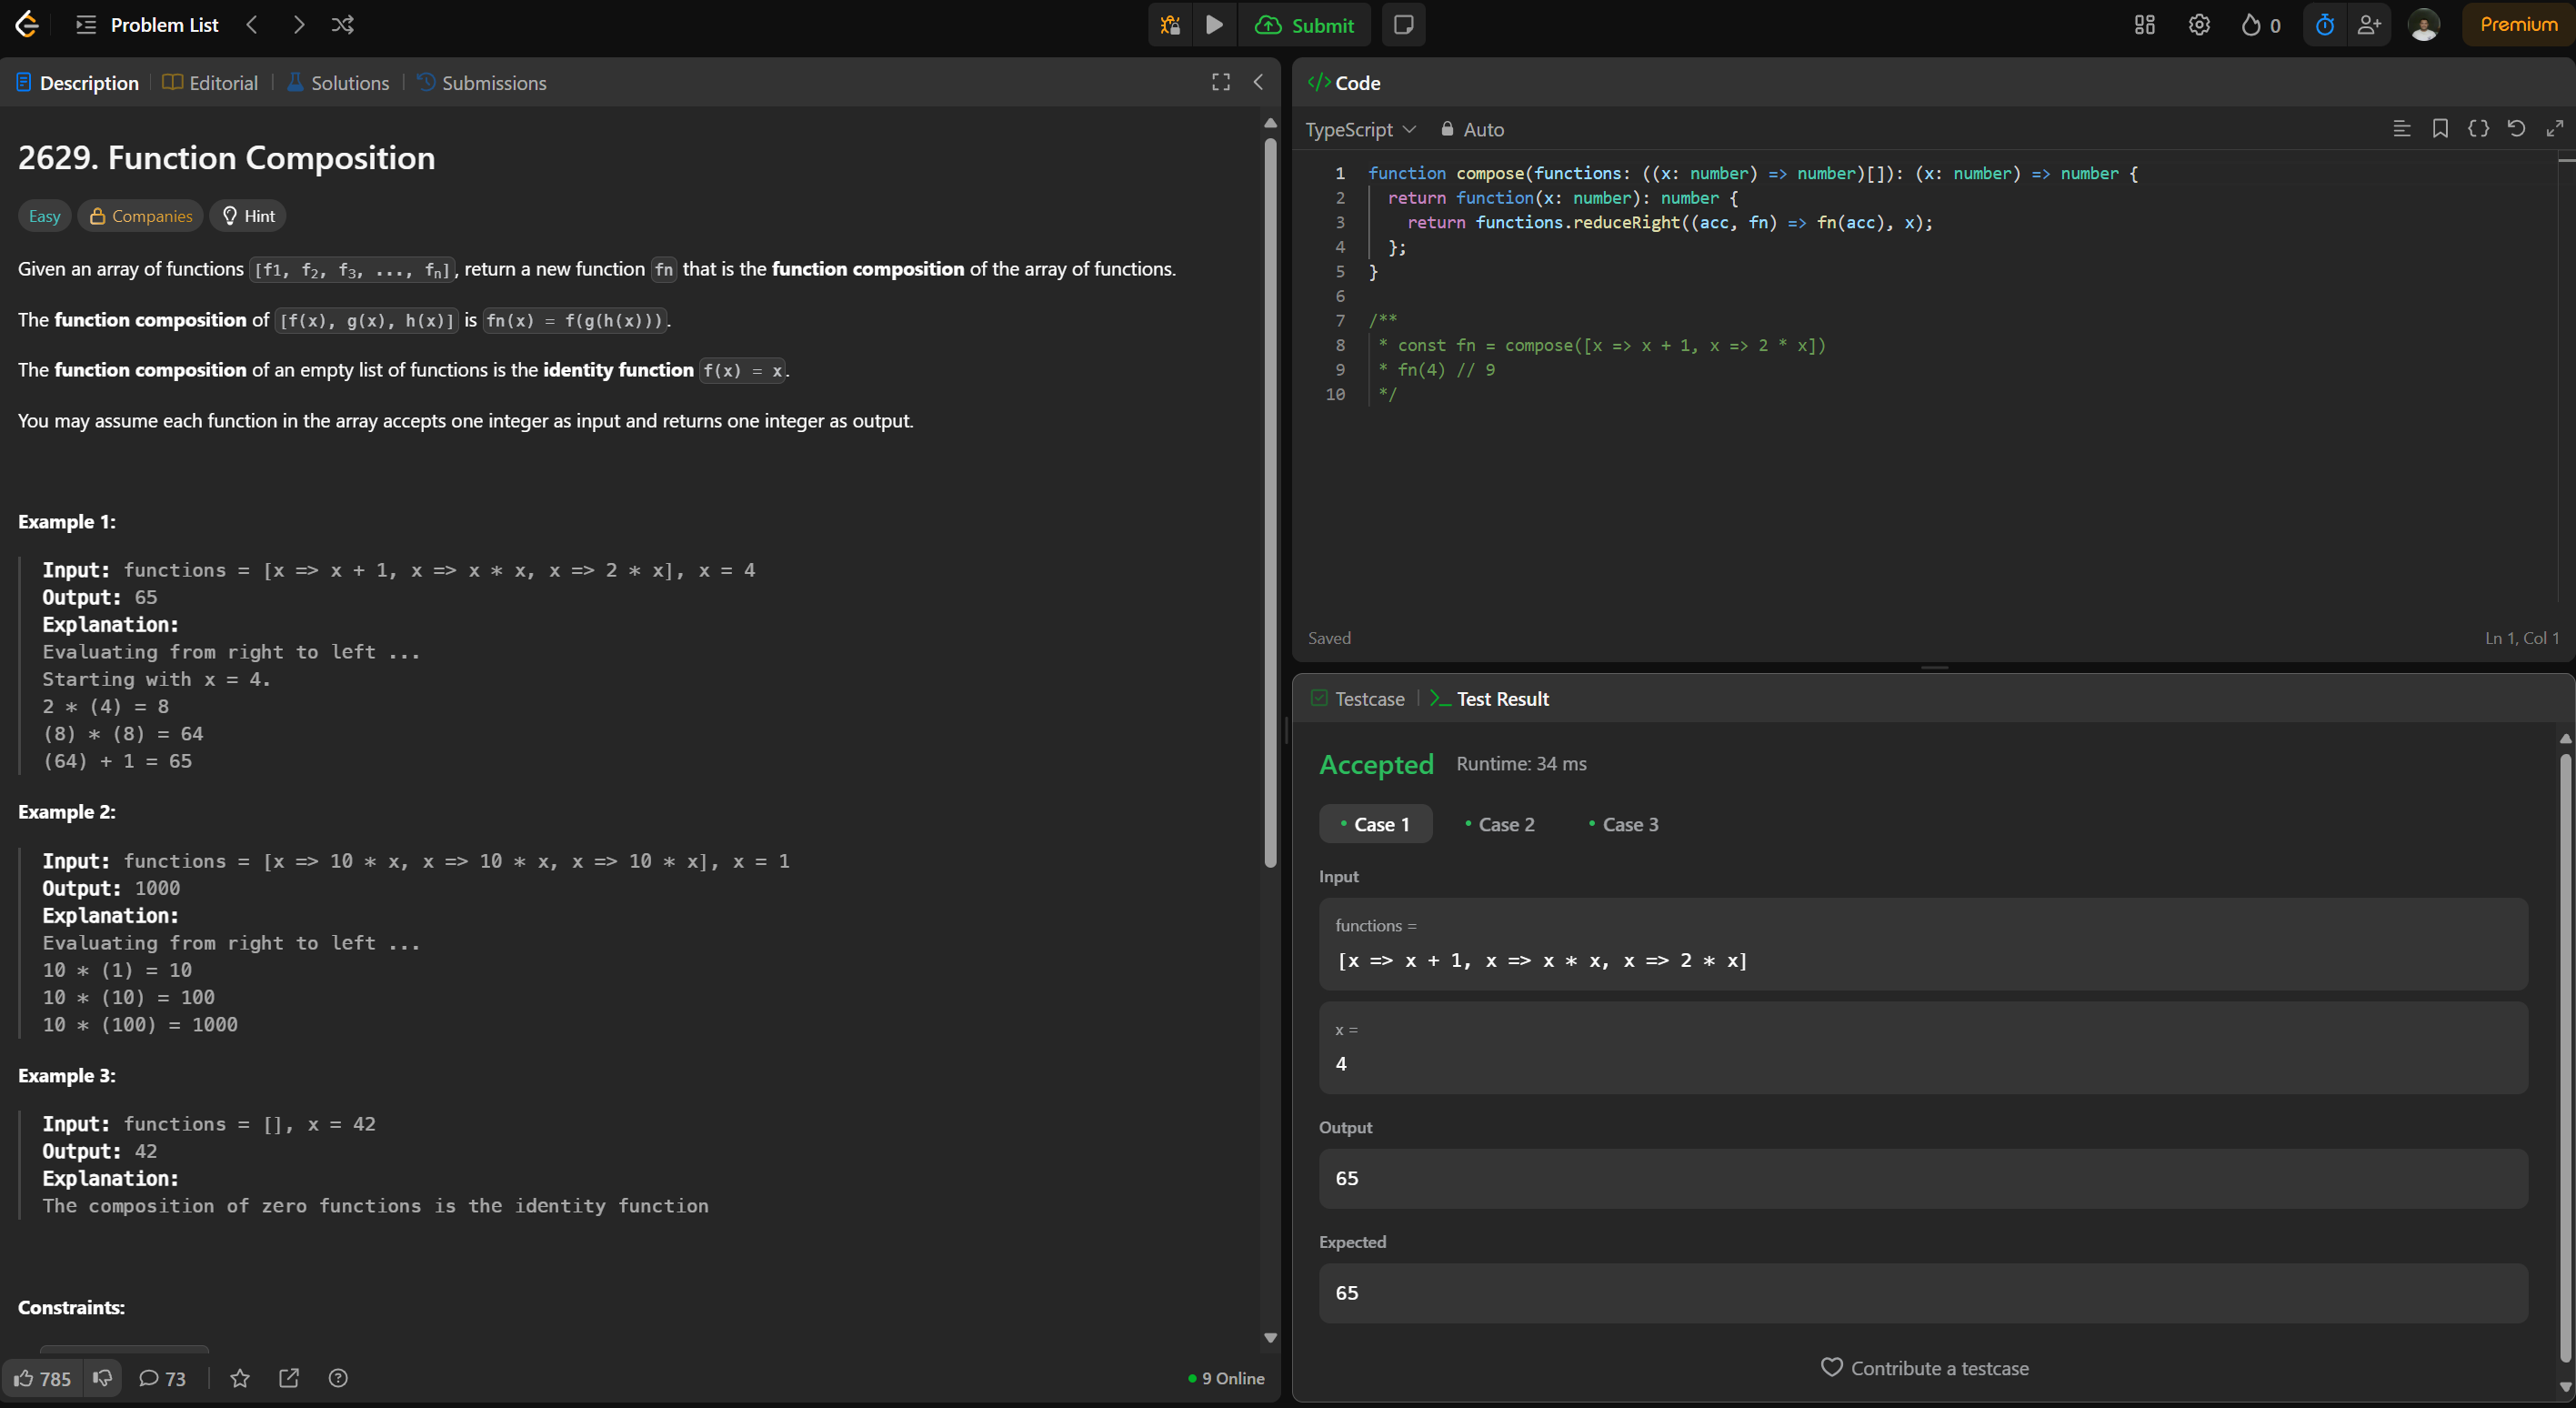 Problem List
Submit
0
Premium
Description
Editorial
Solutions
Submissions
2629. Function Composition
Easy
Companies
Hint
Given an array of functions [f1, f₂, f₃, ..., fₙ], return a new function fn that is the function composition of the array of functions.
The function composition of [f(x), g(x), h(x)] is fn(x) = f(g(h(x))).
The function composition of an empty list of functions is the identity function f(x) = x.
You may assume each function in the array accepts one integer as input and returns one integer as output.
Example 1:
Input: functions = [x => x + 1, x => x * x, x => 2 * x], x = 4
Output: 65
Explanation:
Evaluating from right to left ...
Starting with x = 4.
2 * (4) = 8
(8) * (8) = 64
(64) + 1 = 65
Example 2:
Input: functions = [x => 10 * x, x => 10 * x, x => 10 * x], x = 1
Output: 1000
Explanation:
Evaluating from right to left ...
10 * (1) = 10
10 * (10) = 100
10 * (100) = 1000
Example 3:
Input: functions = [], x = 42
Output: 42
Explanation:
The composition of zero functions is the identity function
Constraints:
785
73
9 Online
</> Code
TypeScript
Auto
1 function compose(functions: ((x: number) => number)[]): (x: number) => number {
2 return function(x: number): number {
3 return functions.reduceRight((acc, fn) => fn(acc), x);
4 };
5 }
6
7 /**
8 * const fn = compose([x => x + 1, x => 2 * x])
9 * fn(4) // 9
10 */
Saved
Ln 1, Col 1
Testcase
Test Result
Accepted
Runtime: 34 ms
Case 1
Case 2
Case 3
Input
functions =
[x => x + 1, x => x * x, x => 2 * x]
x =
4
Output
65
Expected
65
Contribute a testcase